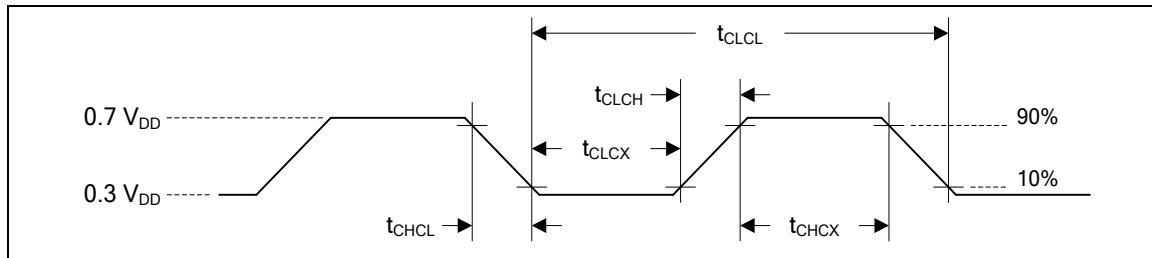 tCLCL
tCLCH
0.7 VDD
90%
tCLCX
0.3 VDD
10%
tCHCL
tCHCX